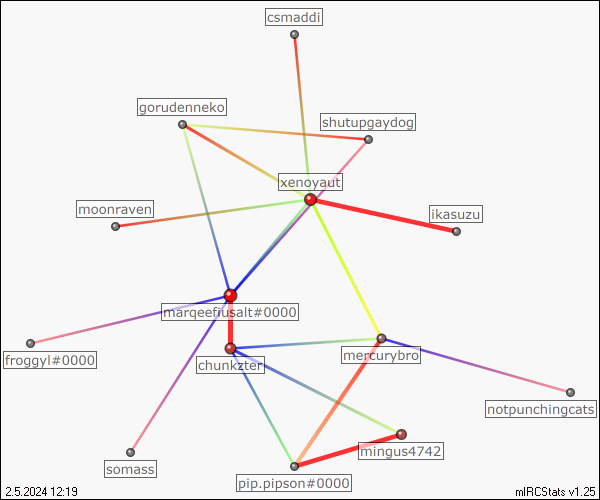 csmaddi
gorudenneko
shutupgaydog
xenoyaut
moonraven
ikasuzu
marqeefiusalt#0000
froggyl#0000
chunkzter
mercurybro
notpunchingcats
mingus4742
somass
pip.pipson#0000
2.5.2024 12:19
mIRCStats v1.25